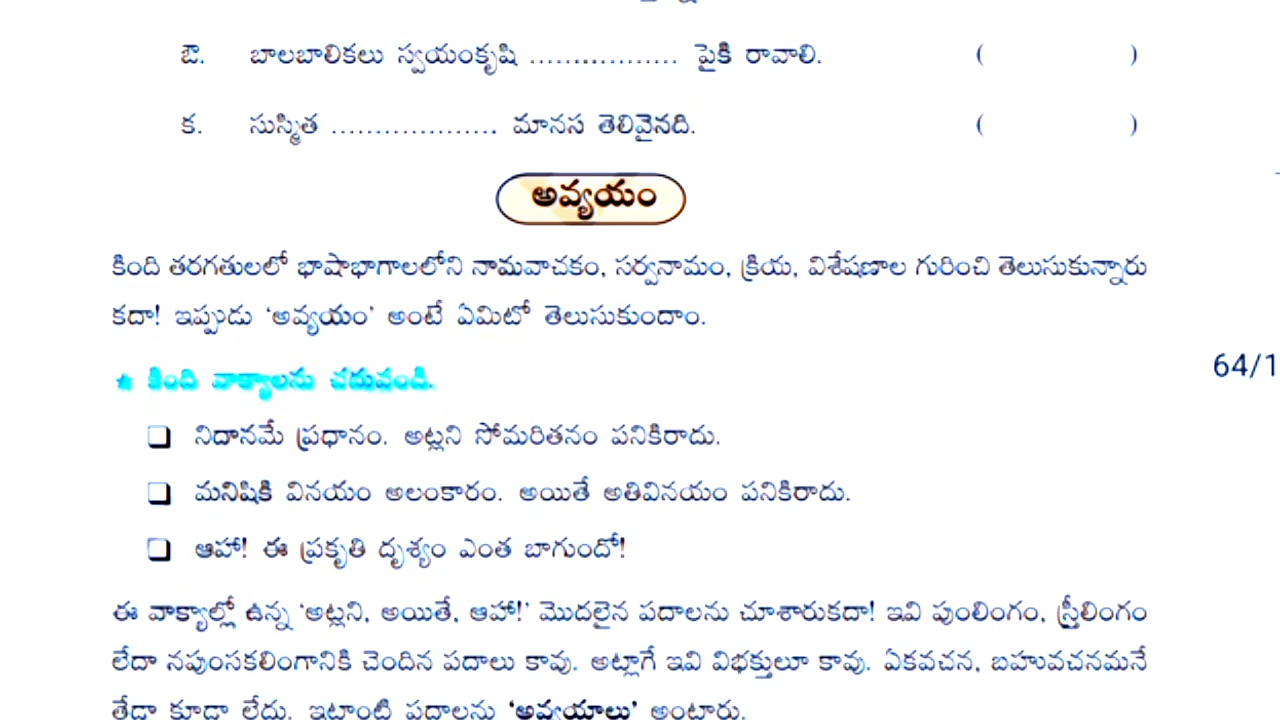 ఔ. బాలబాలికలు స్వయంకృషి ................. పైకి రావాలి. ( )
క. సుస్మిత ................... మానస తెలివైనది. ( )
అవ్యయం
కింది తరగతులలో భాషాభాగాలలోని నామవాచకం, సర్వనామం, క్రియ, విశేషణాల గురించి తెలుసుకున్నారు
కదా! ఇప్పుడు ‘అవ్యయం’ అంటే ఏమిటో తెలుసుకుందాం.
64/1
★ కింది వాక్యాలను చదువండి.
❑ నిదానమే ప్రధానం. అట్లని సోమరితనం పనికిరాదు.
❑ మనిషికి వినయం అలంకారం. అయితే అతివినయం పనికిరాదు.
❑ ఆహా! ఈ ప్రకృతి దృశ్యం ఎంత బాగుందో!
ఈ వాక్యాల్లో ఉన్న ‘అట్లని, అయితే, ఆహా!’ మొదలైన పదాలను చూశారుకదా! ఇవి పుంలింగం, స్త్రీలింగం
లేదా నపుంసకలింగానికి చెందిన పదాలు కావు. అట్లాగే ఇవి విభక్తులూ కావు. ఏకవచన, బహువచనమనే
తేడా కూడా లేదు. ఇటాంటి పదాలను ‘అవ్యయాలు’ అంటారు.